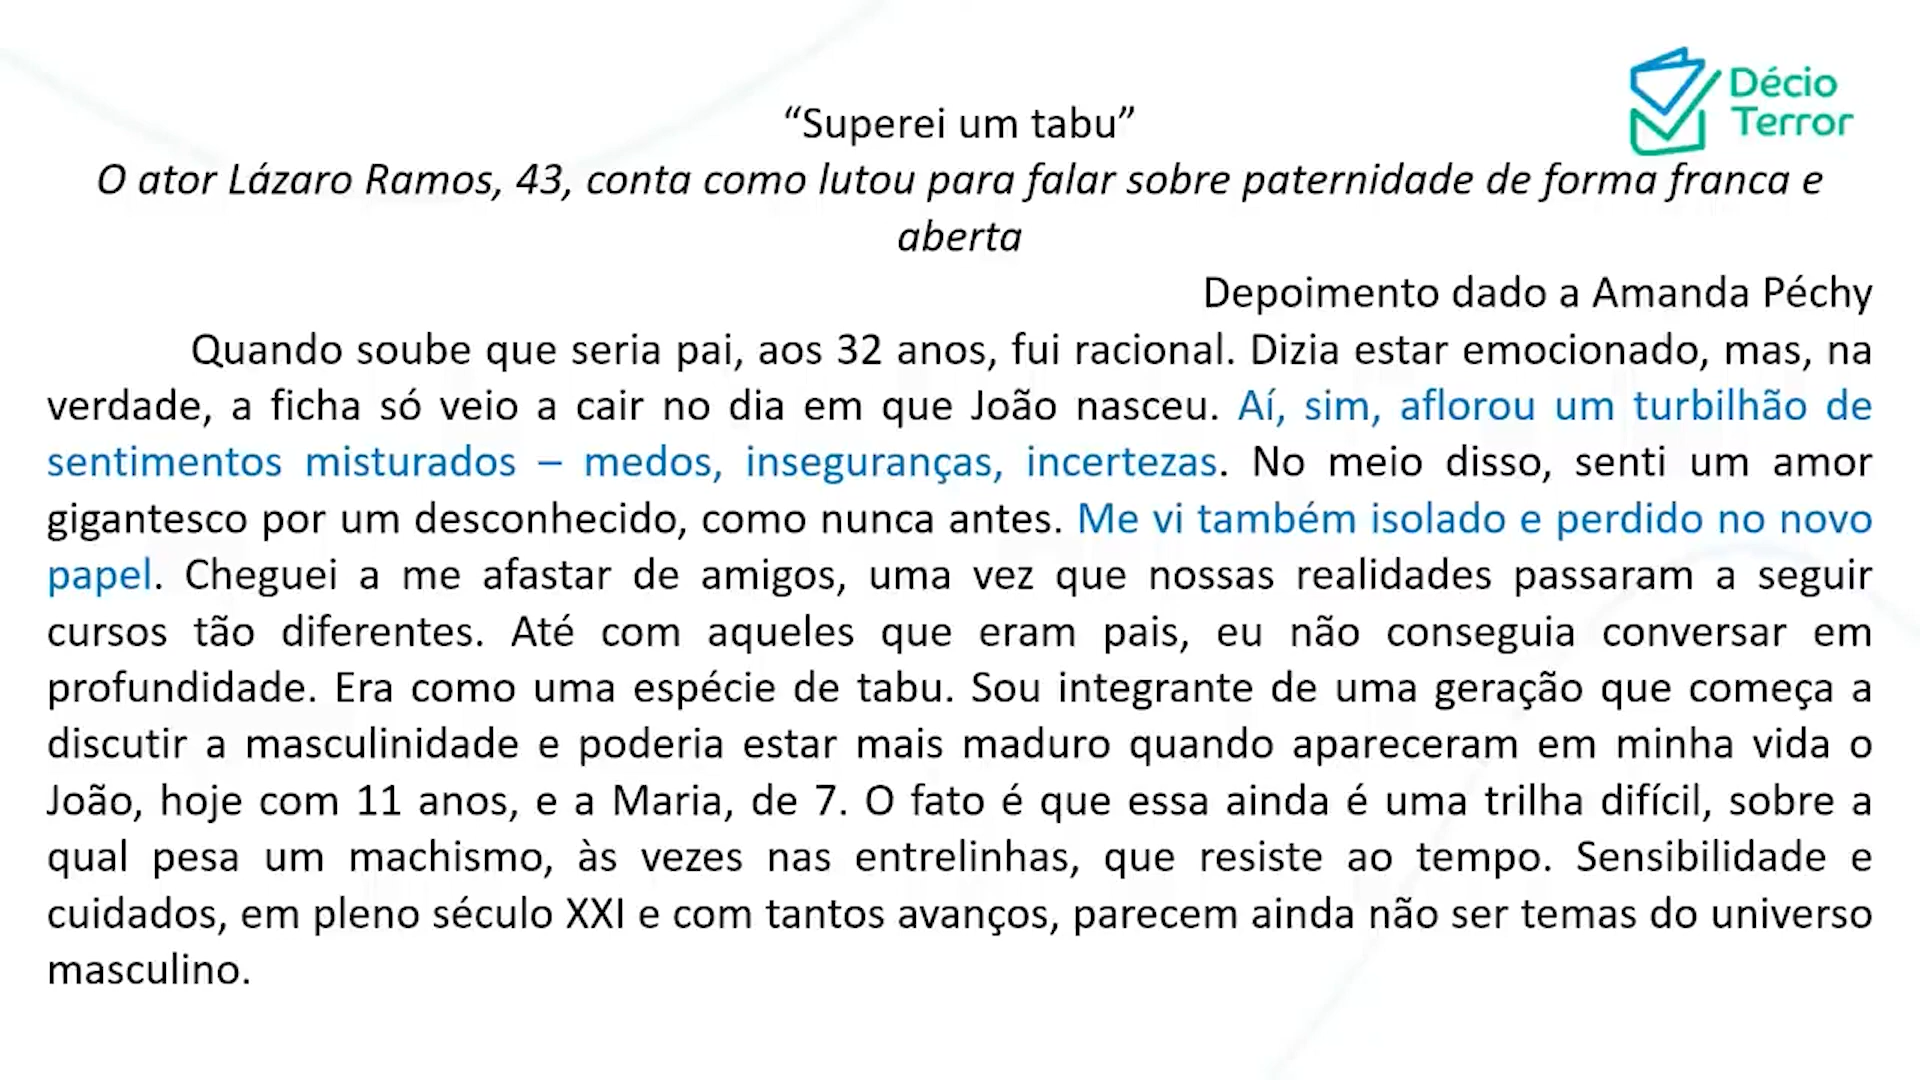 Décio
Terror
“Superei um tabu”
O ator Lázaro Ramos, 43, conta como lutou para falar sobre paternidade de forma franca e
aberta
Depoimento dado a Amanda Péchy
Quando soube que seria pai, aos 32 anos, fui racional. Dizia estar emocionado, mas, na
verdade, a ficha só veio a cair no dia em que João nasceu. Aí, sim, aflorou um turbilhão de
sentimentos misturados – medos, inseguranças, incertezas. No meio disso, senti um amor
gigantesco por um desconhecido, como nunca antes. Me vi também isolado e perdido no novo
papel. Cheguei a me afastar de amigos, uma vez que nossas realidades passaram a seguir
cursos tão diferentes. Até com aqueles que eram pais, eu não conseguia conversar em
profundidade. Era como uma espécie de tabu. Sou integrante de uma geração que começa a
discutir a masculinidade e poderia estar mais maduro quando apareceram em minha vida o
João, hoje com 11 anos, e a Maria, de 7. O fato é que essa ainda é uma trilha difícil, sobre a
qual pesa um machismo, às vezes nas entrelinhas, que resiste ao tempo. Sensibilidade e
cuidados, em pleno século XXI e com tantos avanços, parecem ainda não ser temas do universo
masculino.